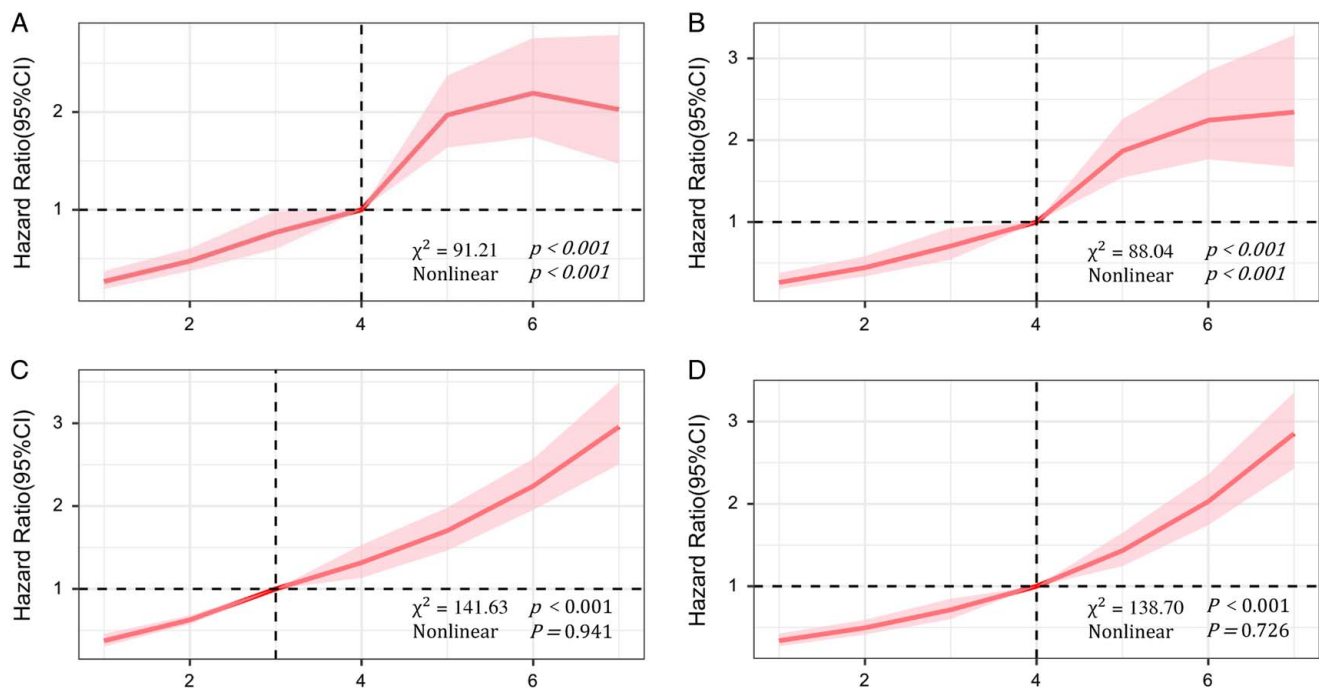 A
Hazard Ratio(95%CI)
2
1
χ² = 91.21 p < 0.001
Nonlinear p < 0.001
2 4 6
B
Hazard Ratio(95%CI)
3
2
1
χ² = 88.04 p < 0.001
Nonlinear p < 0.001
2 4 6
C
Hazard Ratio(95%CI)
3
2
1
χ² = 141.63 p < 0.001
Nonlinear P = 0.941
2 4 6
D
Hazard Ratio(95%CI)
3
2
1
χ² = 138.70 P < 0.001
Nonlinear P = 0.726
2 4 6